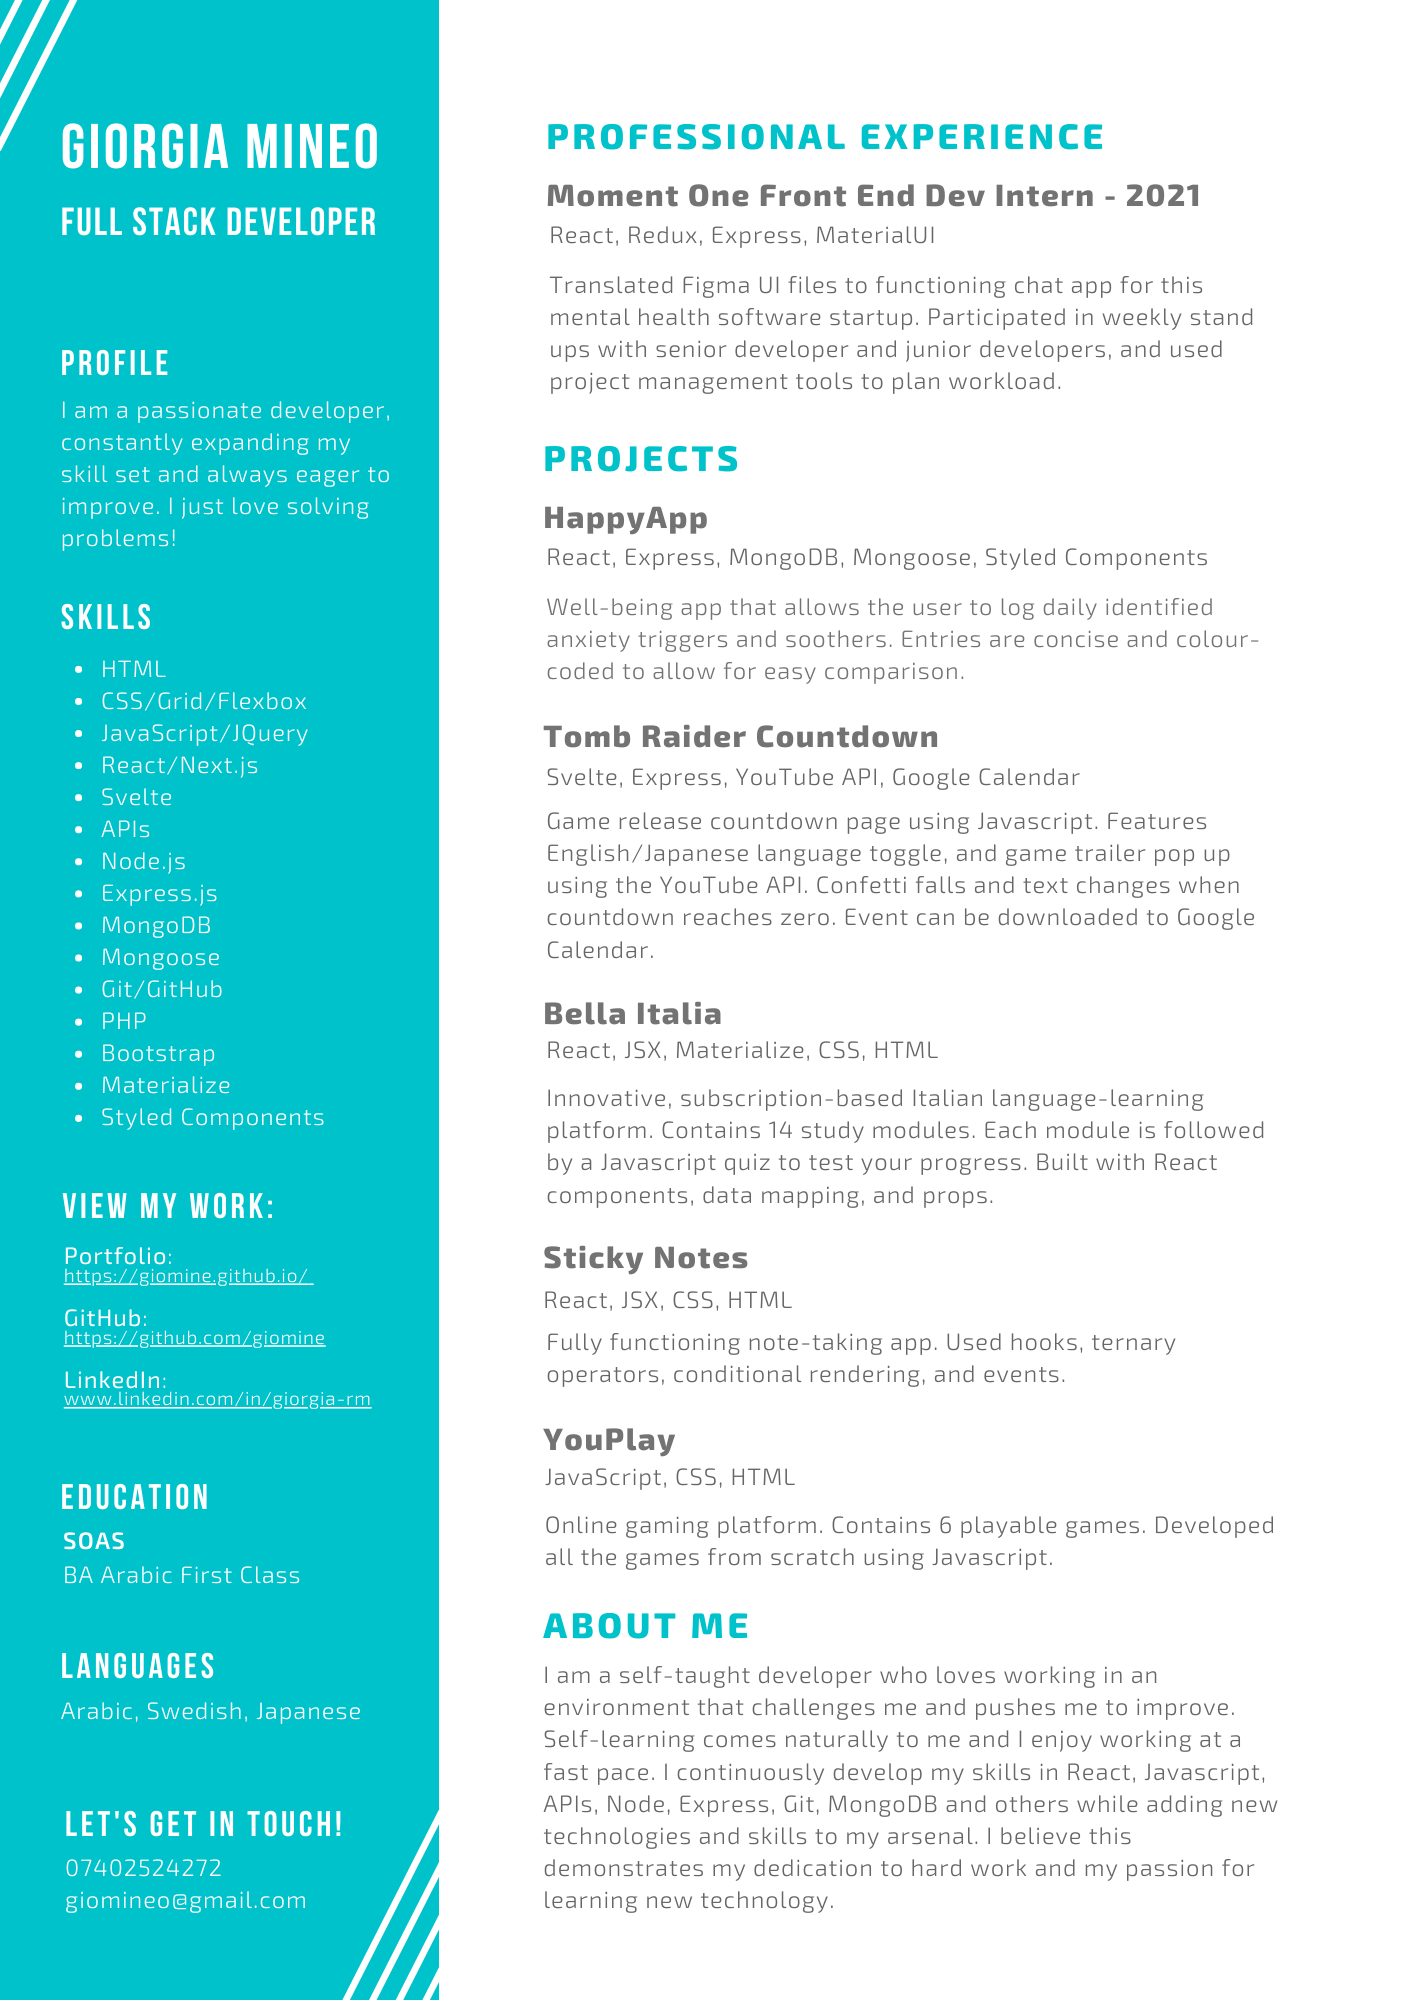 GIORGIA MINEO
FULL STACK DEVELOPER
PROFILE
I am a passionate developer,
constantly expanding my
skill set and always eager to
improve. I just love solving
problems!
SKILLS
• HTML
• CSS/Grid/Flexbox
• JavaScript/JQuery
• React/Next.js
• Svelte
• APIs
• Node.js
• Express.js
• MongoDB
• Mongoose
• Git/GitHub
• PHP
• Bootstrap
• Materialize
• Styled Components
VIEW MY WORK:
Portfolio:
https://giomine.github.io/
GitHub:
https://github.com/giomine
LinkedIn:
www.linkedin.com/in/giorgia-rm
EDUCATION
SOAS
BA Arabic First Class
LANGUAGES
Arabic, Swedish, Japanese
LET'S GET IN TOUCH!
07402524272
giomineo@gmail.com
PROFESSIONAL EXPERIENCE
Moment One Front End Dev Intern - 2021
React, Redux, Express, MaterialUI
Translated Figma UI files to functioning chat app for this
mental health software startup. Participated in weekly stand
ups with senior developer and junior developers, and used
project management tools to plan workload.
PROJECTS
HappyApp
React, Express, MongoDB, Mongoose, Styled Components
Well-being app that allows the user to log daily identified
anxiety triggers and soothers. Entries are concise and colour-
coded to allow for easy comparison.
Tomb Raider Countdown
Svelte, Express, YouTube API, Google Calendar
Game release countdown page using Javascript. Features
English/Japanese language toggle, and game trailer pop up
using the YouTube API. Confetti falls and text changes when
countdown reaches zero. Event can be downloaded to Google
Calendar.
Bella Italia
React, JSX, Materialize, CSS, HTML
Innovative, subscription-based Italian language-learning
platform. Contains 14 study modules. Each module is followed
by a Javascript quiz to test your progress. Built with React
components, data mapping, and props.
Sticky Notes
React, JSX, CSS, HTML
Fully functioning note-taking app. Used hooks, ternary
operators, conditional rendering, and events.
YouPlay
JavaScript, CSS, HTML
Online gaming platform. Contains 6 playable games. Developed
all the games from scratch using Javascript.
ABOUT ME
I am a self-taught developer who loves working in an
environment that challenges me and pushes me to improve.
Self-learning comes naturally to me and I enjoy working at a
fast pace. I continuously develop my skills in React, Javascript,
APIs, Node, Express, Git, MongoDB and others while adding new
technologies and skills to my arsenal. I believe this
demonstrates my dedication to hard work and my passion for
learning new technology.